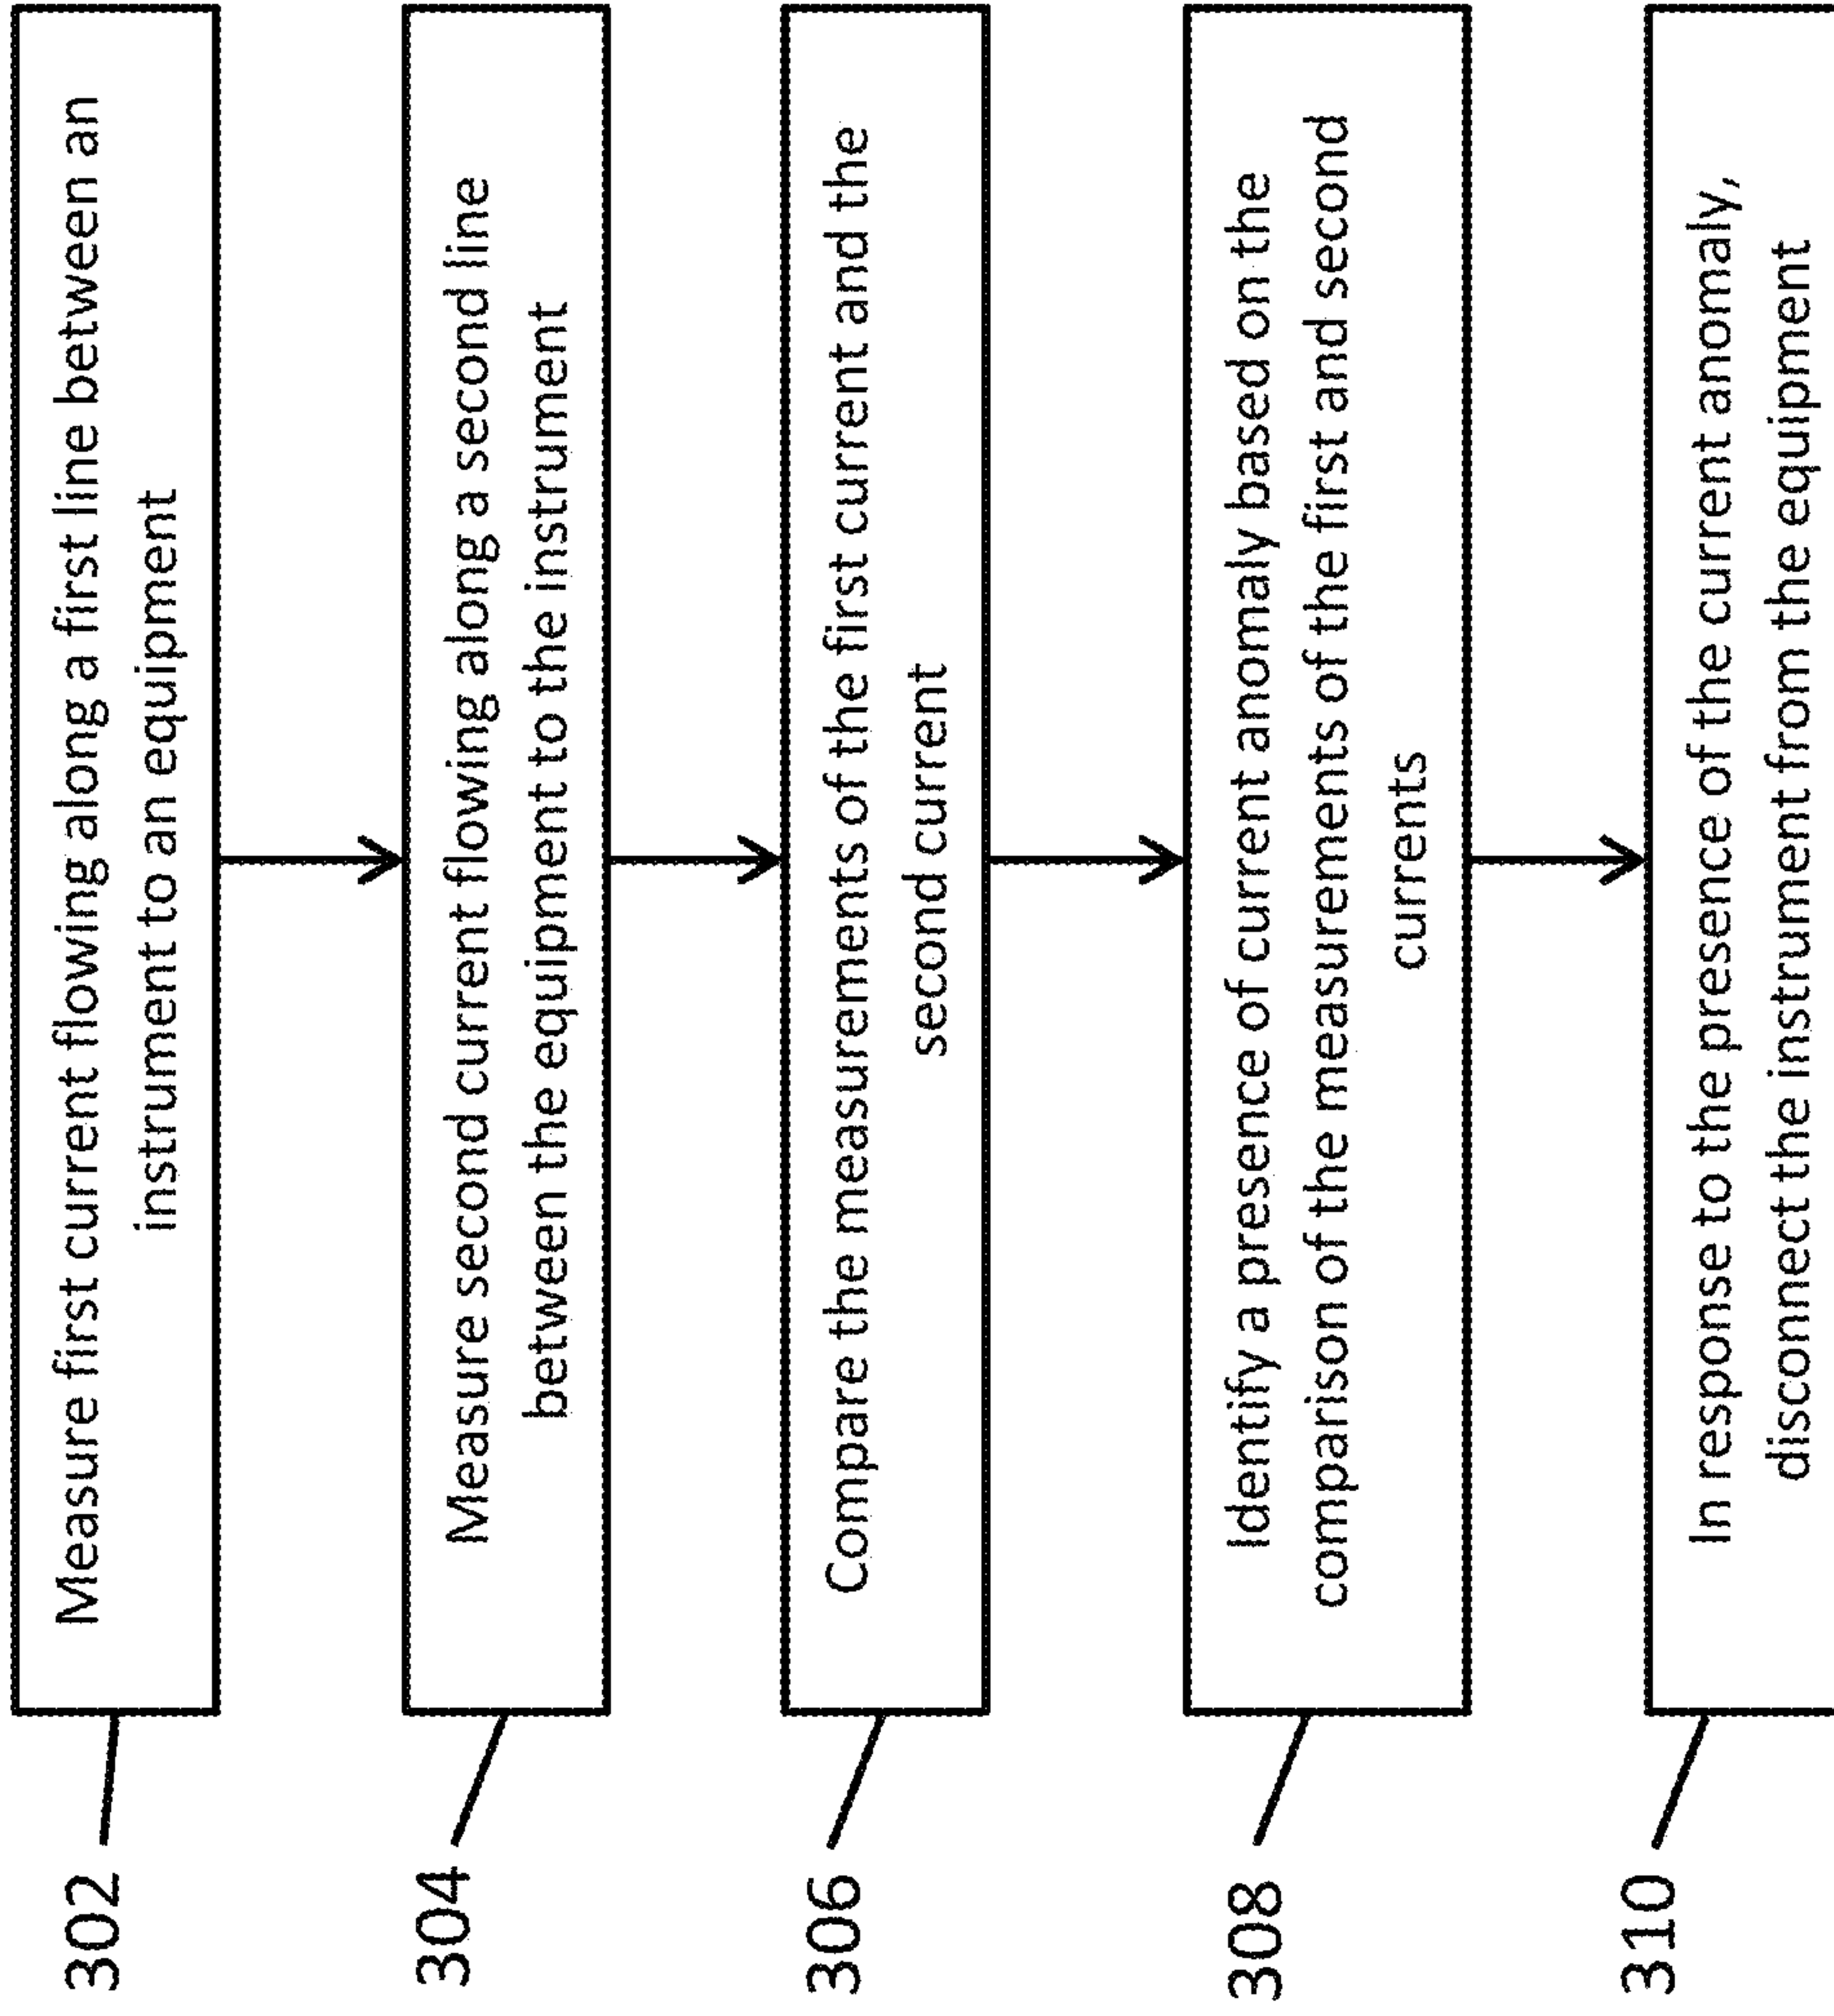 302
Measure first current flowing along a first line between an
instrument to an equipment
304
Measure second current flowing along a second line
between the equipment to the instrument
306
Compare the measurements of the first current and the
second current
308
Identify a presence of current anomaly based on the
comparison of the measurements of the first and second
currents
310
In response to the presence of the current anomaly,
disconnect the instrument from the equipment